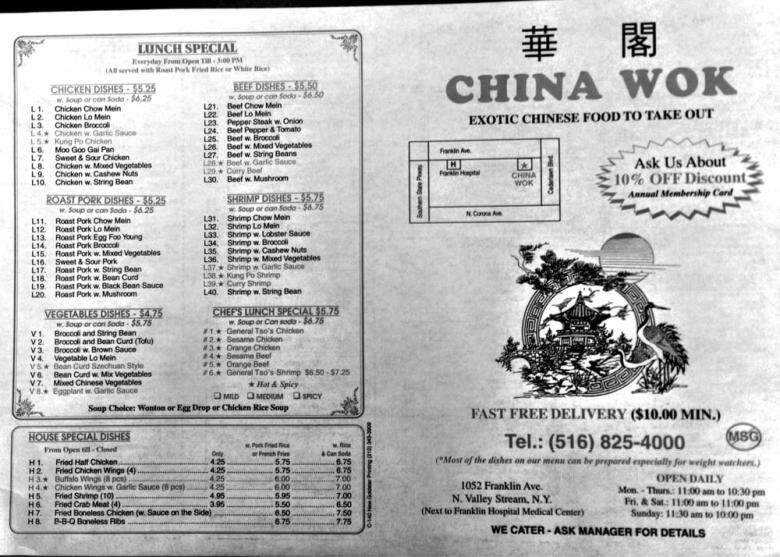 LUNCH SPECIAL
Everyday From Open Till - 3:00 PM
(All served with Roast Pork Fried Rice or White Rice)
CHICKEN DISHES - $5.25
w. Soup or can Soda - $6.25
L 1. Chicken Chow Mein
L 2. Chicken Lo Mein
L 3. Chicken Broccoli
L 4.★ Chicken w. Garlic Sauce
L 5.★ Kung Po Chicken
L 6. Moo Goo Gai Pan
L 7. Sweet & Sour Chicken
L 8. Chicken w. Mixed Vegetables
L 9. Chicken w. Cashew Nuts
L10. Chicken w. String Bean
ROAST PORK DISHES - $5.25
w. Soup or can Soda - $6.25
L11. Roast Pork Chow Mein
L12. Roast Pork Lo Mein
L13. Roast Pork Egg Foo Young
L14. Roast Pork Broccoli
L15. Roast Pork w. Mixed Vegetables
L16. Sweet & Sour Pork
L17. Roast Pork w. String Bean
L18. Roast Pork w. Bean Curd
L19. Roast Pork w. Black Bean Sauce
L20. Roast Pork w. Mushroom
VEGETABLES DISHES - $4.75
w. Soup or can Soda - $5.75
V 1. Broccoli and String Bean
V 2. Broccoli and Bean Curd (Tofu)
V 3. Broccoli w. Brown Sauce
V 4. Vegetable Lo Mein
V 5.★ Bean Curd Szechuan Style
V 6. Bean Curd w. Mix Vegetables
V 7. Mixed Chinese Vegetables
V 8.★ Eggplant w. Garlic Sauce
BEEF DISHES - $5.50
w. Soup or can Soda - $6.50
L21. Beef Chow Mein
L22. Beef Lo Mein
L23. Pepper Steak w. Onion
L24. Beef Pepper & Tomato
L25. Beef w. Broccoli
L26. Beef w. Mixed Vegetables
L27. Beef w. String Beans
L28.★ Beef w. Garlic Sauce
L29.★ Curry Beef
L30. Beef w. Mushroom
SHRIMP DISHES - $5.75
w. Soup or can Soda - $6.75
L31. Shrimp Chow Mein
L32. Shrimp Lo Mein
L33. Shrimp w. Lobster Sauce
L34. Shrimp w. Broccoli
L35. Shrimp w. Cashew Nuts
L36. Shrimp w. Mixed Vegetables
L37.★ Shrimp w. Garlic Sauce
L38.★ Kung Po Shrimp
L39.★ Curry Shrimp
L40. Shrimp w. String Bean
CHEF'S LUNCH SPECIAL $5.75
w. Soup or Can Soda - $6.75
# 1.★ General Tso's Chicken
# 2.★ Sesame Chicken
# 3.★ Orange Chicken
# 4.★ Sesame Beef
# 5.★ Orange Beef
# 6.★ General Tso's Shrimp $6.50 - $7.25
★ Hot & Spicy
❑ MILD ❑ MEDIUM ❑ SPICY
Soup Choice: Wonton or Egg Drop or Chicken Rice Soup
HOUSE SPECIAL DISHES
From Open till - Closed
Only w. Pork Fried Rice or French Fries w. Rice & Can Soda
H 1. Fried Half Chicken 4.25 5.75 6.75
H 2. Fried Chicken Wings (4) 4.25 5.75 6.75
H 3.★ Buffalo Wings (8 pcs) 4.25 6.00 7.00
H 4.★ Chicken Wings w. Garlic Sauce (8 pcs) 4.25 6.00 7.00
H 5. Fried Shrimp (10) 4.95 5.95 7.00
H 6. Fried Crab Meat (4) 3.95 5.50 6.50
H 7. Fried Boneless Chicken (w. Sauce on the Side) 6.50 7.50
H 8. B-B-Q Boneless Ribs 6.75 7.75
華 閣
CHINA WOK
EXOTIC CHINESE FOOD TO TAKE OUT
Franklin Ave.
H
Franklin Hospital
★
CHINA WOK
Southern State Pkway
Cedarlawn Blvd.
N. Corona Ave.
Ask Us About
10% OFF Discount
Annual Membership Card
FAST FREE DELIVERY ($10.00 MIN.)
Tel.: (516) 825-4000
MSG
(*Most of the dishes on our menu can be prepared especially for weight watchers.)
1052 Franklin Ave.
N. Valley Stream, N.Y.
(Next to Franklin Hospital Medical Center)
OPEN DAILY
Mon. - Thurs.: 11:00 am to 10:30 pm
Fri. & Sat.: 11:00 am to 11:00 pm
Sunday: 11:30 am to 10:00 pm
WE CATER - ASK MANAGER FOR DETAILS